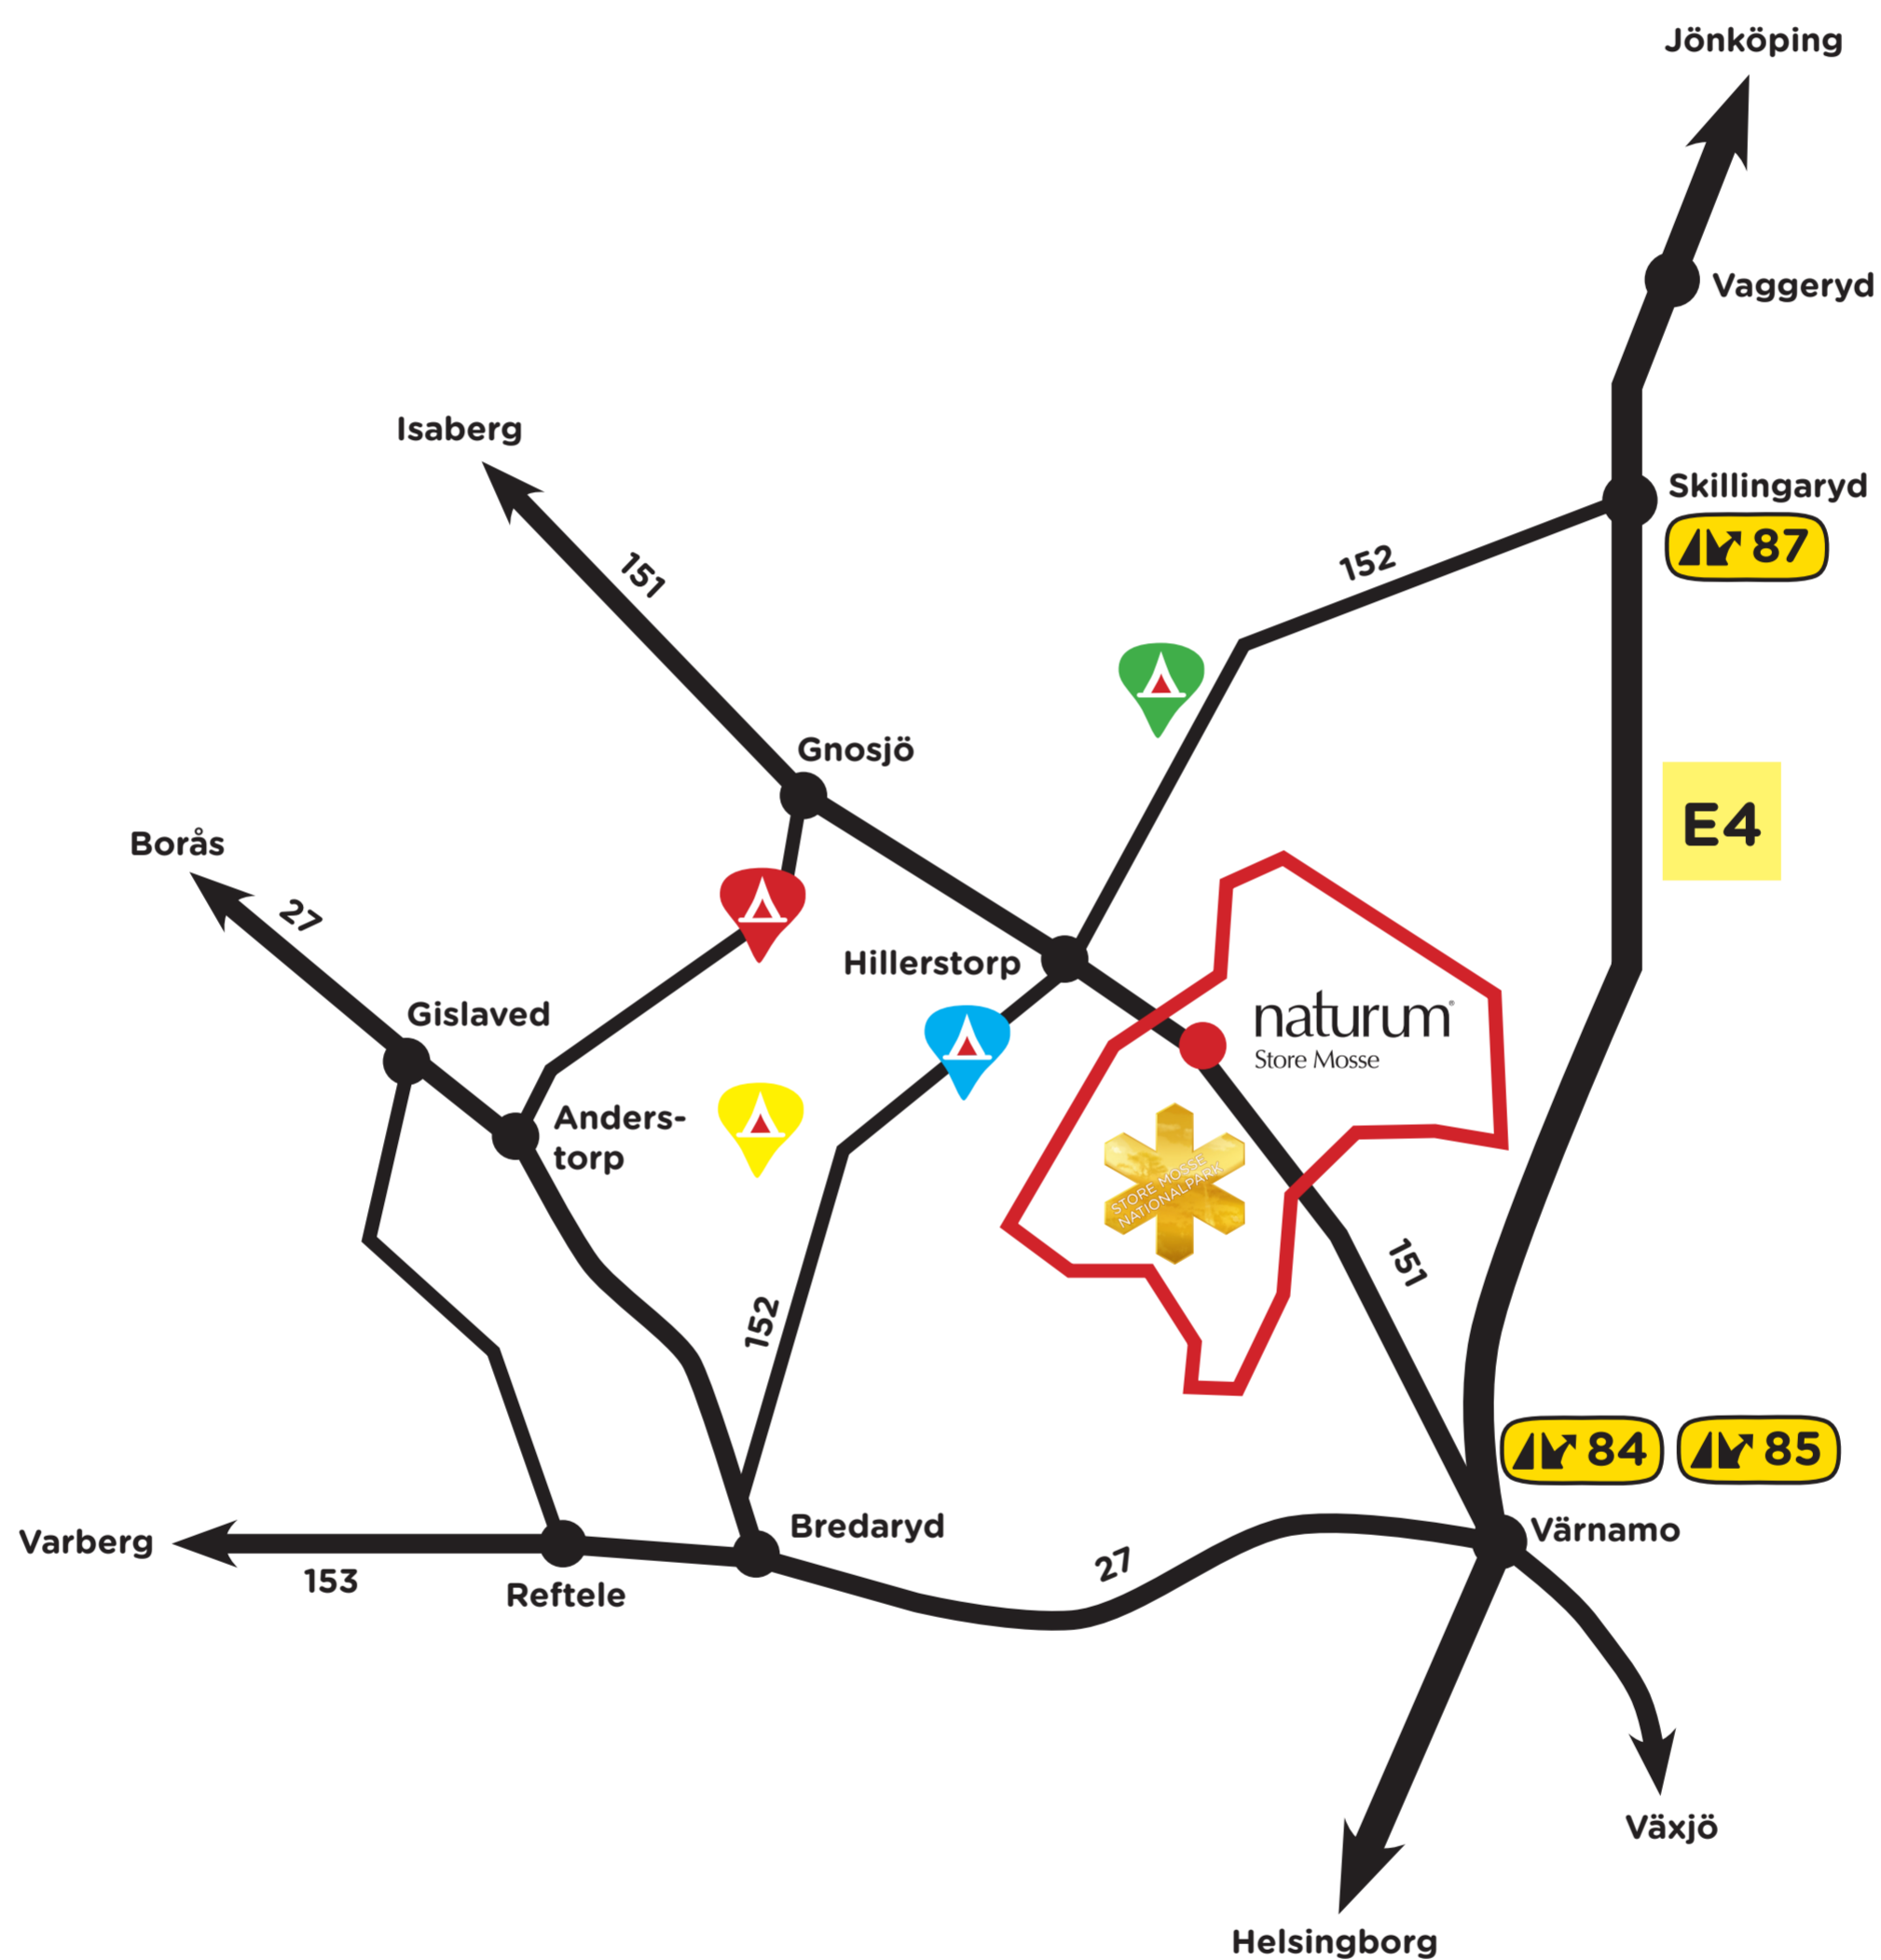 Jönköping
Vaggeryd
Isaberg
Skillingaryd
87
152
151
Gnosjö
E4
Borås
27
Hillerstorp
naturum®
Store Mosse
Gislaved
Anders-
torp
STORE MOSSE
NATIONALPARK
151
152
84
85
Bredaryd
Värnamo
Varberg
27
153
Reftele
Växjö
Helsingborg